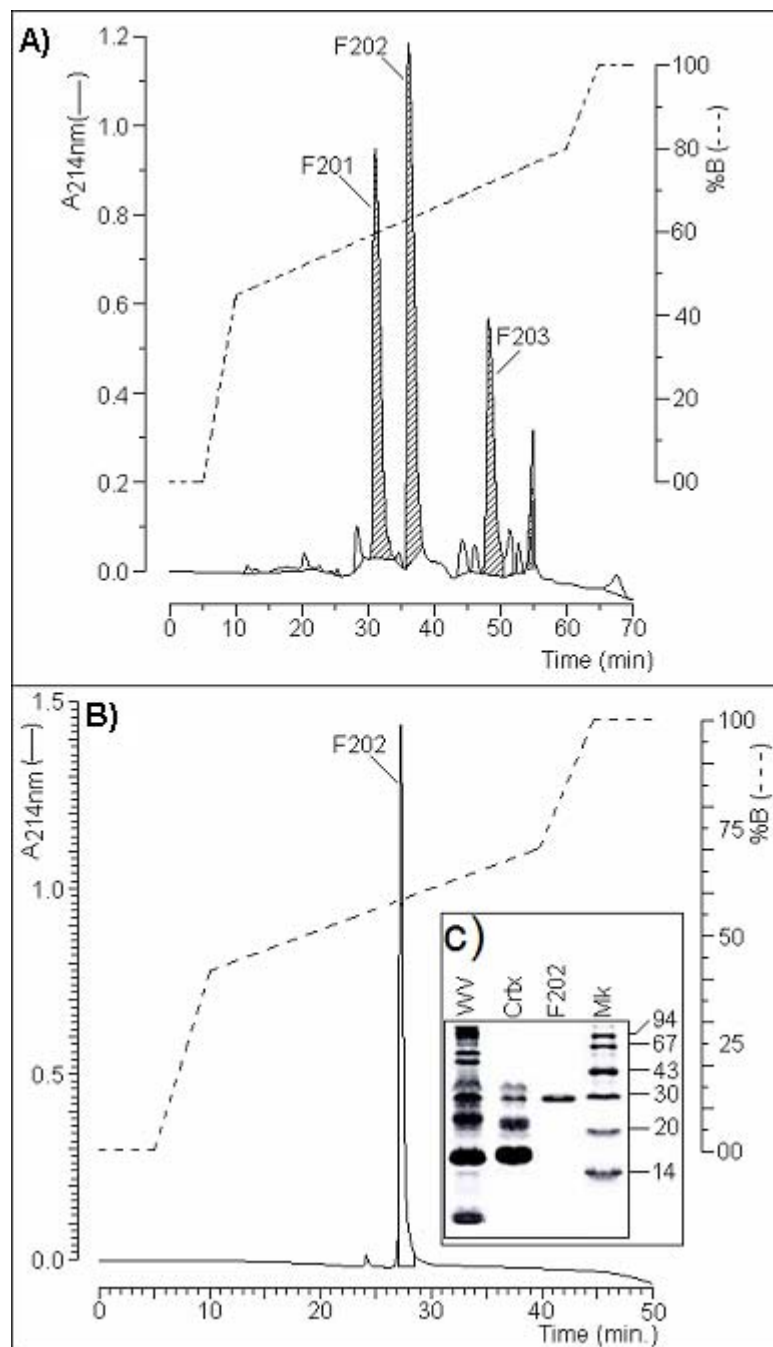 A)
A214nm(—)
1.2
1.0
0.8
0.6
0.4
0.2
0.0
F201
F202
F203
100
80
60
40
20
00
%B (---)
0 10 20 30 40 50 60 70
Time (min)
B)
A214nm (—)
1.5
1.0
0.5
0.0
F202
100
75
50
25
00
%B (---)
C)
WV Crtx F202 Mk
94
67
43
30
20
14
0 10 20 30 40 50
Time (min.)